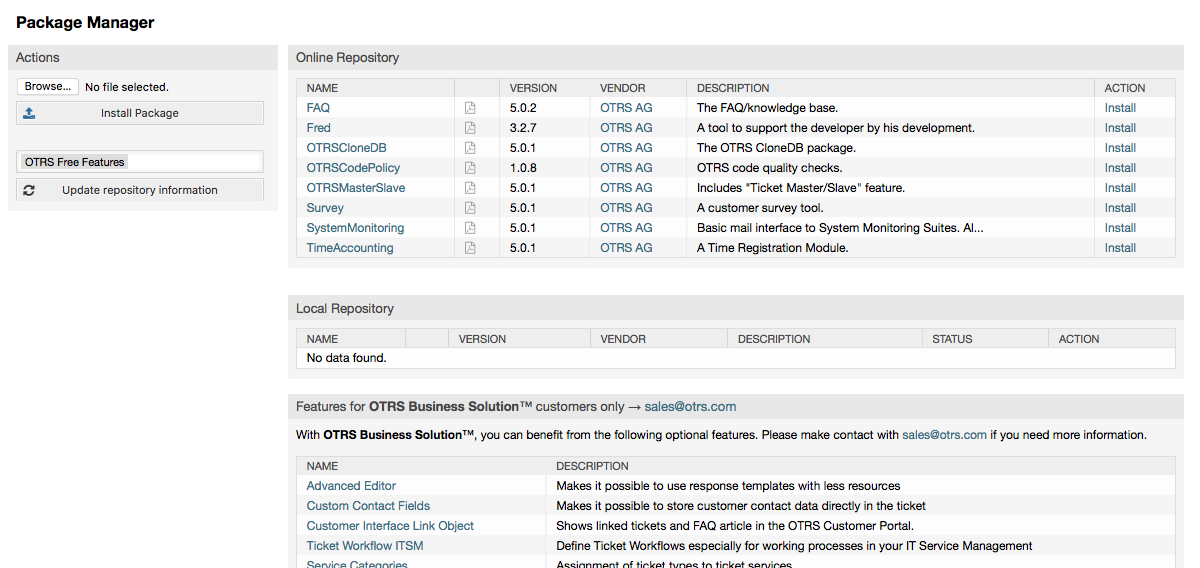 Package Manager
Actions
Browse... No file selected.
Install Package
OTRS Free Features
Update repository information
Online Repository
NAME VERSION VENDOR DESCRIPTION ACTION
FAQ 5.0.2 OTRS AG The FAQ/knowledge base. Install
Fred 3.2.7 OTRS AG A tool to support the developer by his development. Install
OTRSCloneDB 5.0.1 OTRS AG The OTRS CloneDB package. Install
OTRSCodePolicy 1.0.8 OTRS AG OTRS code quality checks. Install
OTRSMasterSlave 5.0.1 OTRS AG Includes "Ticket Master/Slave" feature. Install
Survey 5.0.1 OTRS AG A customer survey tool. Install
SystemMonitoring 5.0.1 OTRS AG Basic mail interface to System Monitoring Suites. Al... Install
TimeAccounting 5.0.1 OTRS AG A Time Registration Module. Install
Local Repository
NAME VERSION VENDOR DESCRIPTION STATUS ACTION
No data found.
Features for OTRS Business Solution™ customers only → sales@otrs.com
With OTRS Business Solution™, you can benefit from the following optional features. Please make contact with sales@otrs.com if you need more information.
NAME DESCRIPTION
Advanced Editor Makes it possible to use response templates with less resources
Custom Contact Fields Makes it possible to store customer contact data directly in the ticket
Customer Interface Link Object Shows linked tickets and FAQ article in the OTRS Customer Portal.
Ticket Workflow ITSM Define Ticket Workflows especially for working processes in your IT Service Management
Service Categories Assignment of ticket types to ticket services